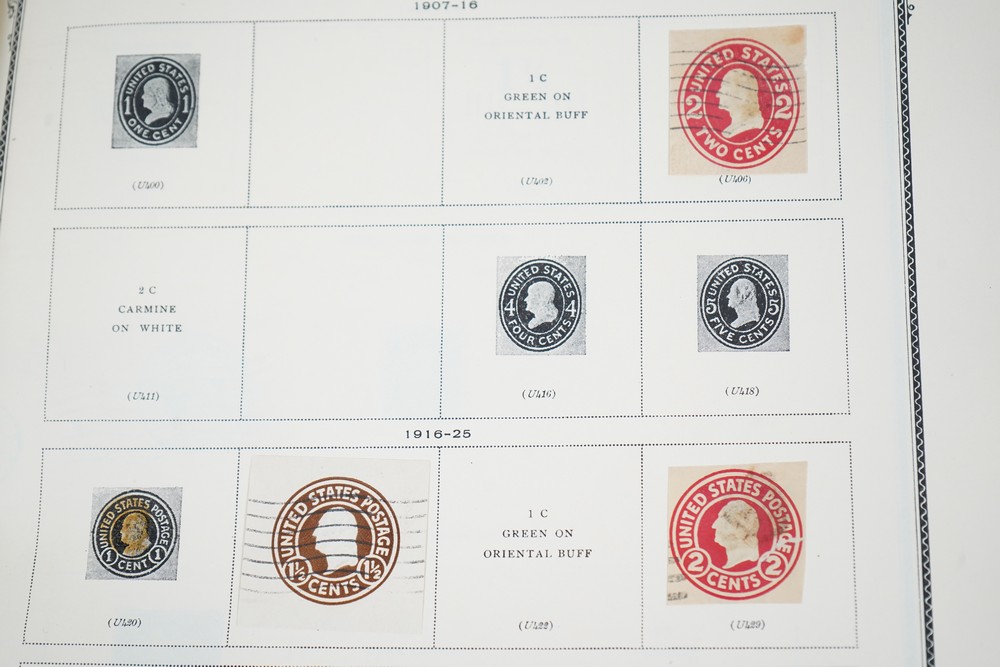 1907-16
UNITED STATES
1 1
ONE CENT
(U400)
1 C
GREEN ON
ORIENTAL BUFF
(U402)
UNITED STATES
2 2
TWO CENTS
(U406)
2 C
CARMINE
ON WHITE
(U411)
UNITED STATES
4 4
FOUR CENTS
(U416)
UNITED STATES
5 5
FIVE CENTS
(U418)
1916-25
UNITED STATES POSTAGE
1 1
CENT
(U420)
UNITED STATES POSTAGE
1½ 1½
CENTS
1 C
GREEN ON
ORIENTAL BUFF
(U422)
UNITED STATES POSTAGE
2 2
CENTS
(U429)